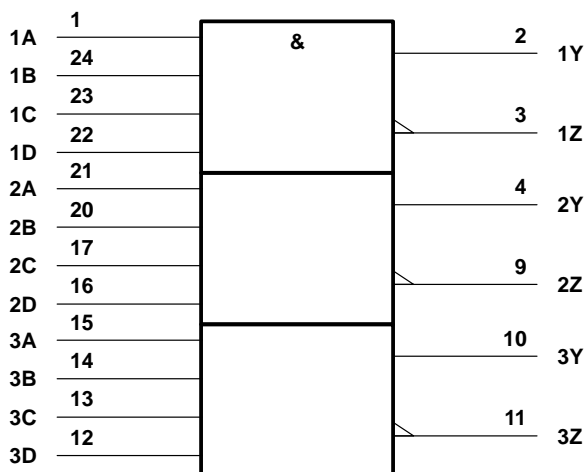 1A 1 & 2 1Y
1B 24
1C 23 3 1Z
1D 22
2A 21 4 2Y
2B 20
2C 17 9 2Z
2D 16
3A 15 10 3Y
3B 14
3C 13 11 3Z
3D 12